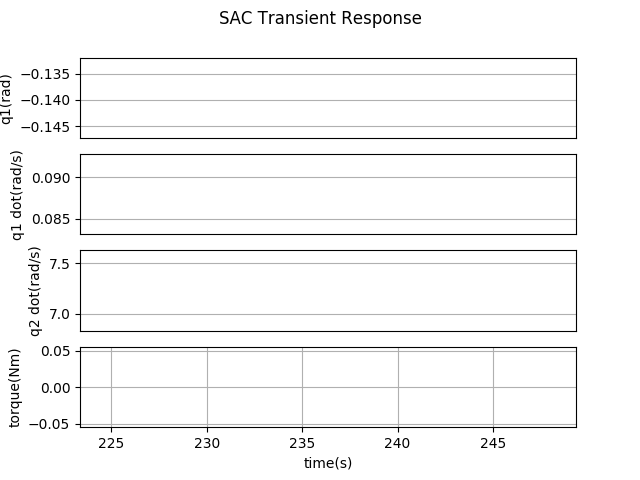 SAC Transient Response
q1(rad)
−0.135
−0.140
−0.145
q1 dot(rad/s)
0.090
0.085
q2 dot(rad/s)
7.5
7.0
torque(Nm)
0.05
0.00
−0.05
225 230 235 240 245
time(s)